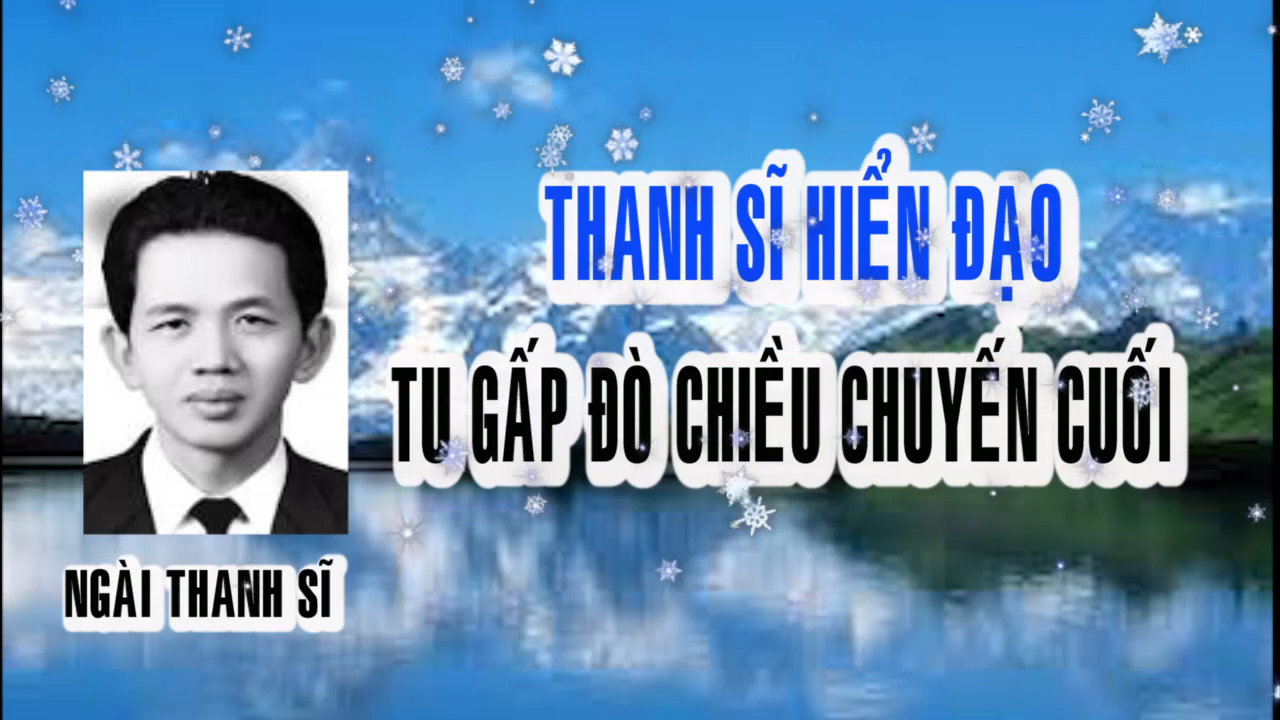 THANH SĨ HIỂN ĐẠO
TU GẤP ĐÒ CHIỀU CHUYẾN CUỐI
NGÀI THANH SĨ